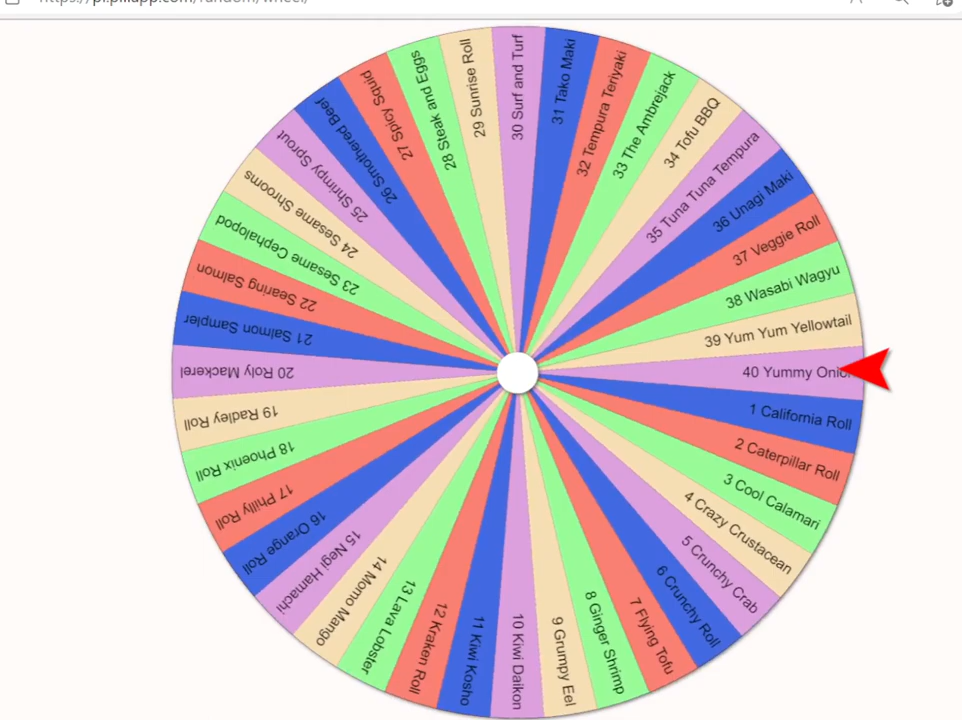 1 California Roll
2 Caterpillar Roll
3 Cool Calamari
4 Crazy Crustacean
5 Crunchy Crab
6 Crunchy Roll
7 Flying Tofu
8 Ginger Shrimp
9 Grumpy Eel
10 Kiwi Daikon
11 Kiwi Kosho
12 Kraken Roll
13 Lava Lobster
14 Momo Mango
15 Negi Hamachi
16 Orange Roll
17 Philly Roll
18 Phoenix Roll
19 Radley Roll
20 Roly Mackerel
21 Salmon Sampler
22 Searing Salmon
23 Sesame Cephalopod
24 Sesame Shrooms
25 Shrimpy Sprout
26 Smothered Beef
27 Spicy Squid
28 Steak and Eggs
29 Sunrise Roll
30 Surf and Turf
31 Tako Maki
32 Tempura Teriyaki
33 The Ambrejack
34 Tofu BBQ
35 Tuna Tuna Tempura
36 Unagi Maki
37 Veggie Roll
38 Wasabi Wagyu
39 Yum Yum Yellowtail
40 Yummy